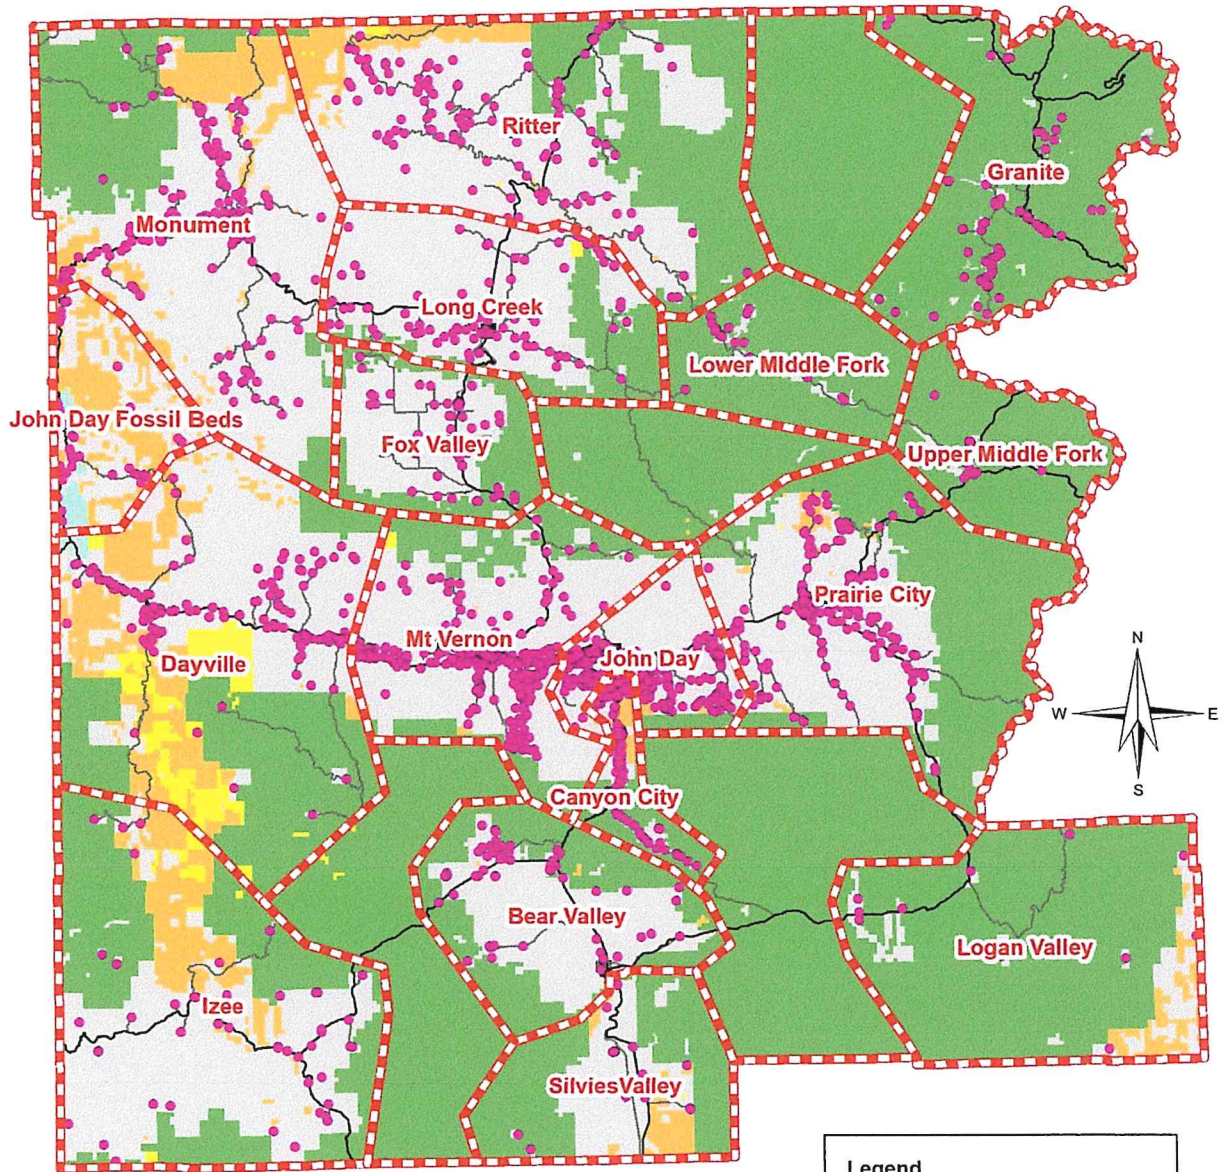 Ritter
Granite
Monument
Long Creek
Lower MIddle Fork
John Day Fossil Beds
Fox Valley
Upper Middle Fork
Prairie City
Mt Vernon
John Day
Dayville
N
W
E
S
Canyon City
Bear Valley
Logan Valley
Izee
SilviesValley
Legend